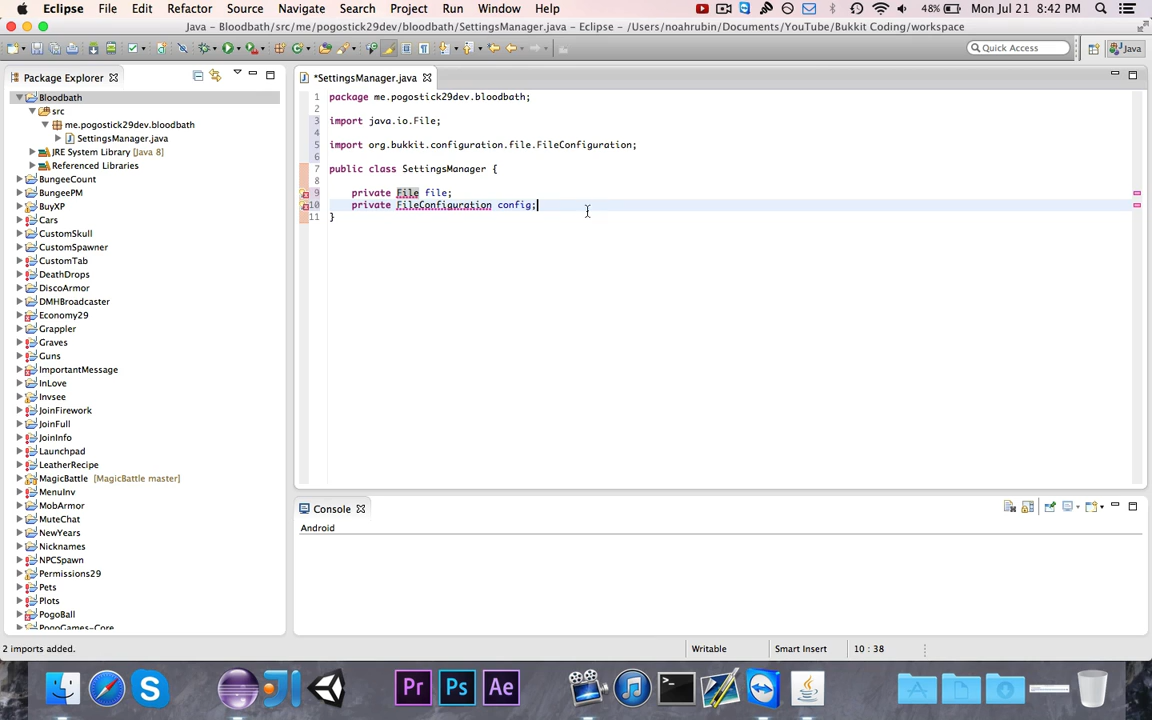 Eclipse File Edit Refactor Source Navigate Search Project Run Window Help 48% Mon Jul 21 8:42 PM
Java – Bloodbath/src/me/pogostick29dev/bloodbath/SettingsManager.java – Eclipse – /Users/noahrubin/Documents/YouTube/Bukkit Coding/workspace
Quick Access Java
Package Explorer
Bloodbath
src
me.pogostick29dev.bloodbath
SettingsManager.java
JRE System Library [Java 8]
Referenced Libraries
BungeeCount
BungeePM
BuyXP
Cars
CustomSkull
CustomSpawner
CustomTab
DeathDrops
DiscoArmor
DMHBroadcaster
Economy29
Grappler
Graves
Guns
ImportantMessage
InLove
Invsee
JoinFirework
JoinFull
JoinInfo
Launchpad
LeatherRecipe
MagicBattle [MagicBattle master]
MenuInv
MobArmor
MuteChat
NewYears
Nicknames
NPCSpawn
Permissions29
Pets
Plots
PogoBall
PogoGames-Core
*SettingsManager.java
1 package me.pogostick29dev.bloodbath;
2
3 import java.io.File;
4
5 import org.bukkit.configuration.file.FileConfiguration;
6
7 public class SettingsManager {
8
9 private File file;
10 private FileConfiguration config;
11 }
Console
Android
2 imports added. Writable Smart Insert 10 : 38
Pr Ps Ae